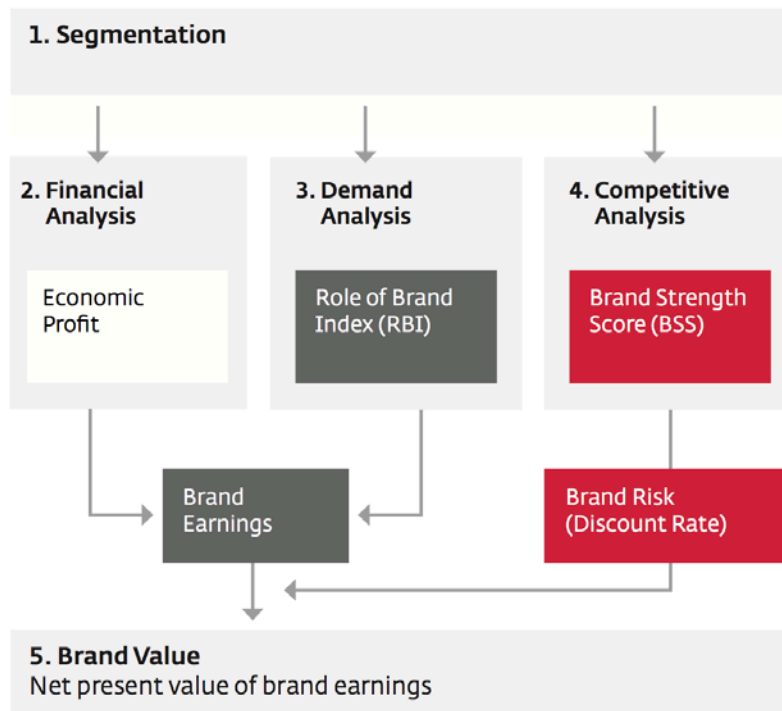 1. Segmentation
2. Financial
Analysis
Economic
Profit
3. Demand
Analysis
Role of Brand
Index (RBI)
4. Competitive
Analysis
Brand Strength
Score (BSS)
Brand
Earnings
Brand Risk
(Discount Rate)
5. Brand Value
Net present value of brand earnings